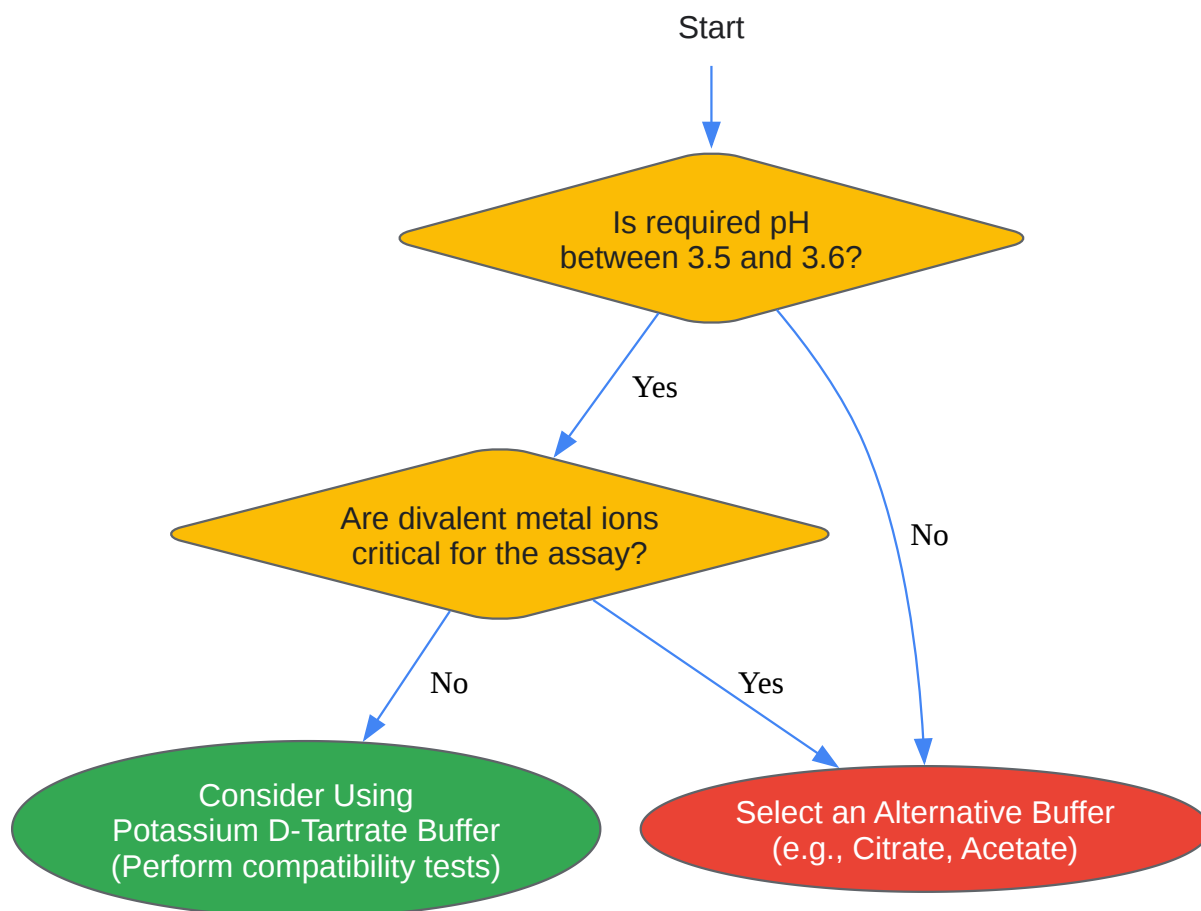 Start
Is required pH
between 3.5 and 3.6?
Yes
No
Are divalent metal ions
critical for the assay?
No
Yes
Consider Using
Potassium D-Tartrate Buffer
(Perform compatibility tests)
Select an Alternative Buffer
(e.g., Citrate, Acetate)